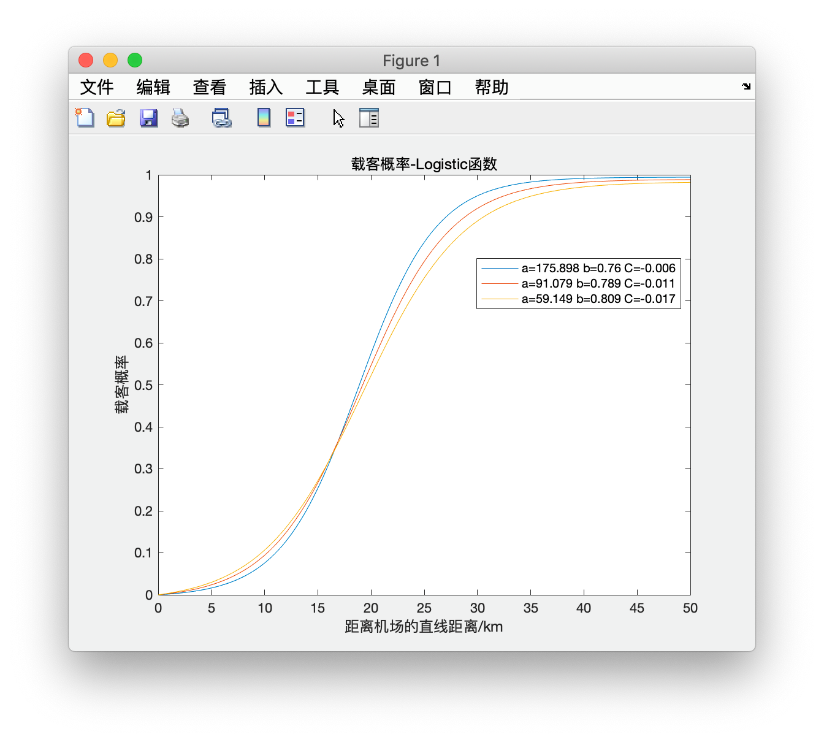 Figure 1
文件 编辑 查看 插入 工具 桌面 窗口 帮助
载客概率-Logistic函数
1
0.9
0.8
0.7
0.6
0.5
0.4
0.3
0.2
0.1
0
载客概率
a=175.898 b=0.76 C=-0.006
a=91.079 b=0.789 C=-0.011
a=59.149 b=0.809 C=-0.017
0 5 10 15 20 25 30 35 40 45 50
距离机场的直线距离/km